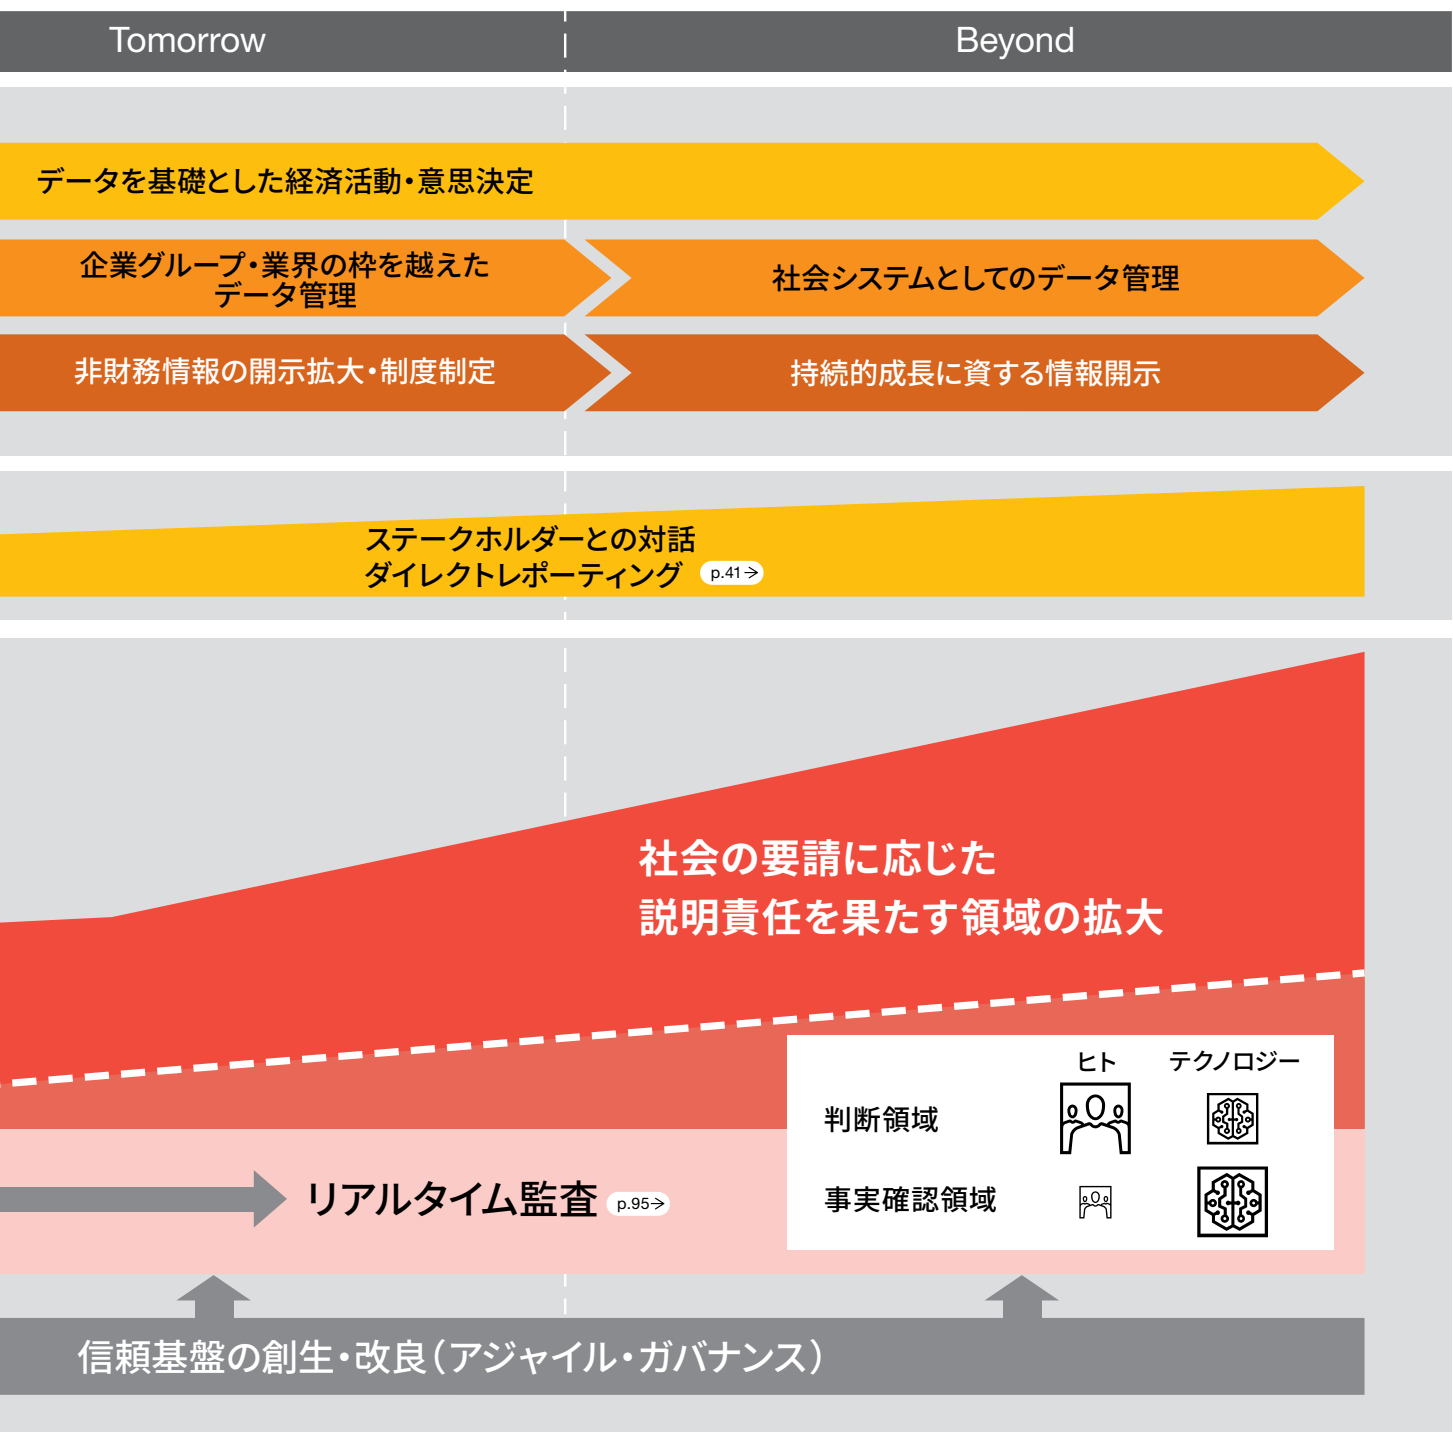 Tomorrow
Beyond
データを基礎とした経済活動・意思決定
企業グループ・業界の枠を越えた
データ管理
社会システムとしてのデータ管理
非財務情報の開示拡大・制度制定
持続的成長に資する情報開示
ステークホルダーとの対話
ダイレクトレポーティング p.41→
社会の要請に応じた
説明責任を果たす領域の拡大
ヒト テクノロジー
判断領域
事実確認領域
リアルタイム監査 p.95→
信頼基盤の創生・改良（アジャイル・ガバナンス）